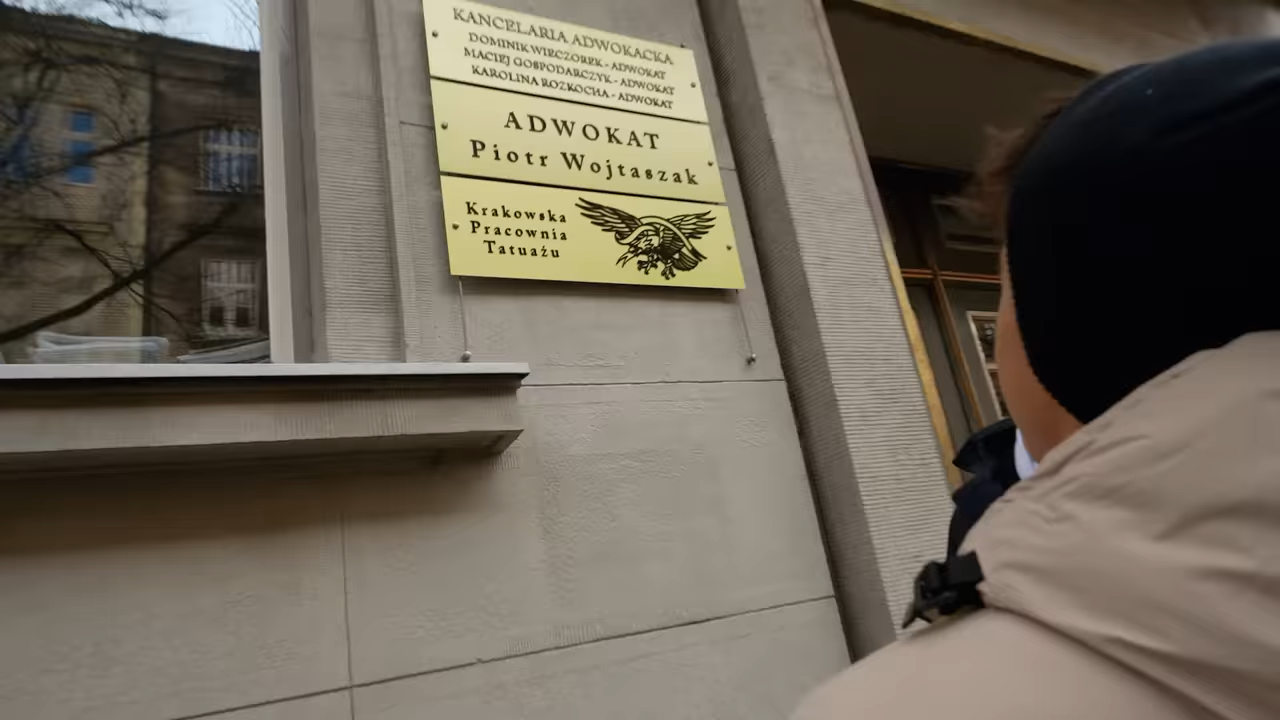 KANCELARIA ADWOKACKA
DOMINIK WIECZOREK - ADWOKAT
MACIEJ GOSPODARCZYK - ADWOKAT
KAROLINA ROZKOCHA - ADWOKAT
ADWOKAT
Piotr Wojtaszak
Krakowska
Pracownia
Tatuażu